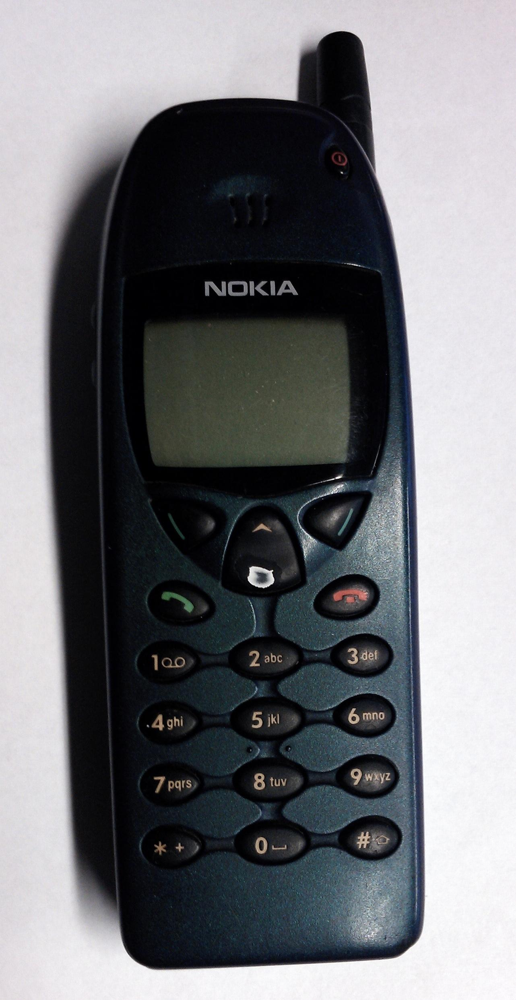 NOKIA
1
2 abc
3 def
4 ghi
5 jkl
6 mno
7 pqrs
8 tuv
9 wxyz
* +
0
#